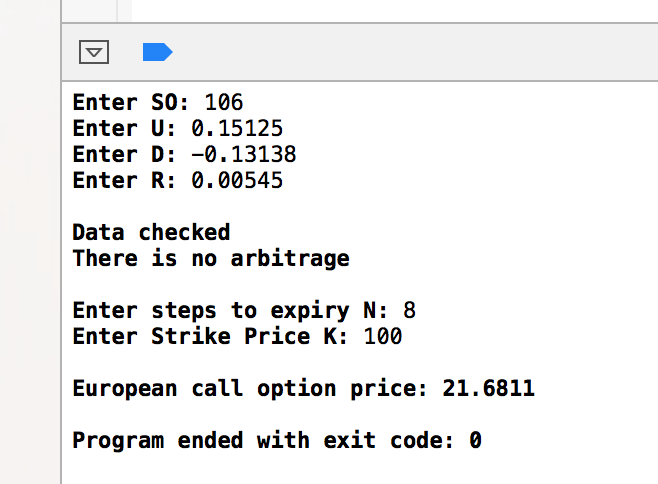 Enter S0: 106
Enter U: 0.15125
Enter D: -0.13138
Enter R: 0.00545
Data checked
There is no arbitrage
Enter steps to expiry N: 8
Enter Strike Price K: 100
European call option price: 21.6811
Program ended with exit code: 0